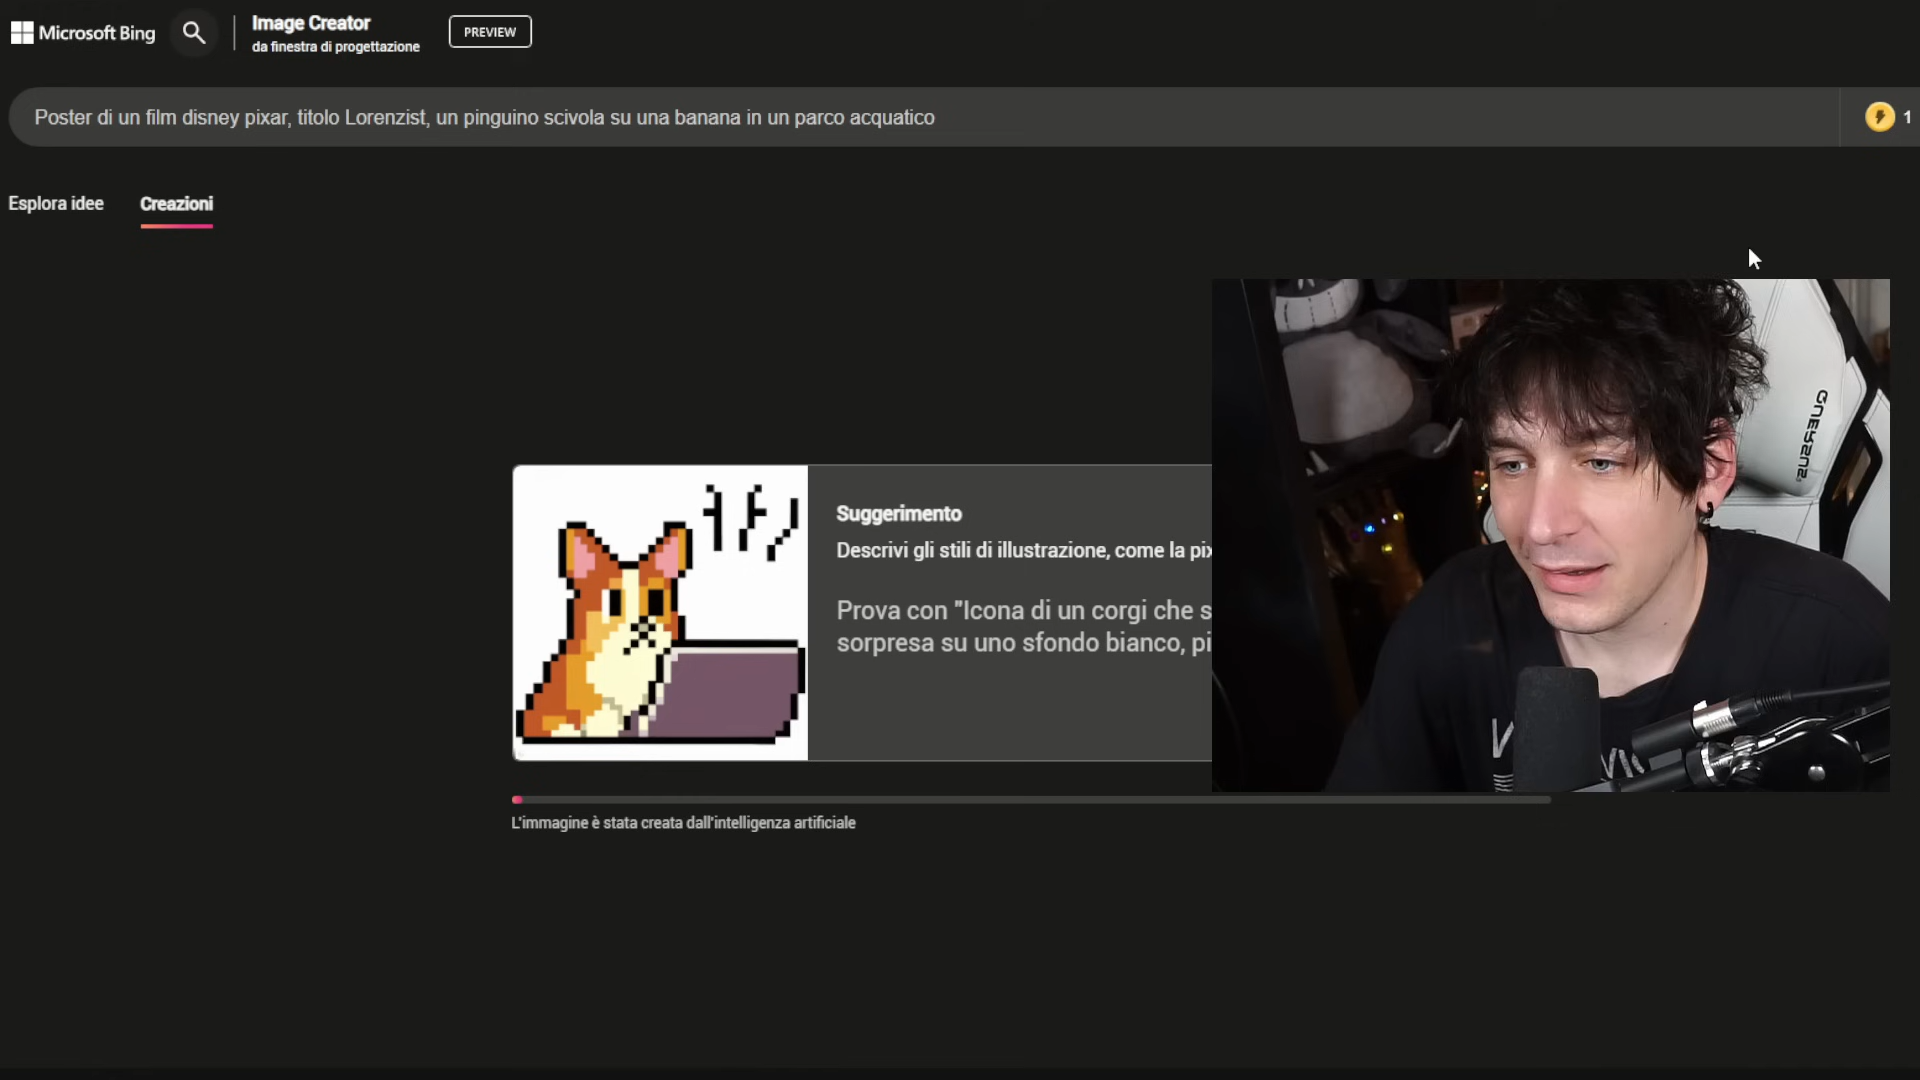 Microsoft Bing
Image Creator
da finestra di progettazione
PREVIEW
Poster di un film disney pixar, titolo Lorenzist, un pinguino scivola su una banana in un parco acquatico
1
Esplora idee
Creazioni
Suggerimento
Descrivi gli stili di illustrazione, come la pix
Prova con "Icona di un corgi che s
sorpresa su uno sfondo bianco, pi
L'immagine è stata creata dall'intelligenza artificiale
QUERSUS